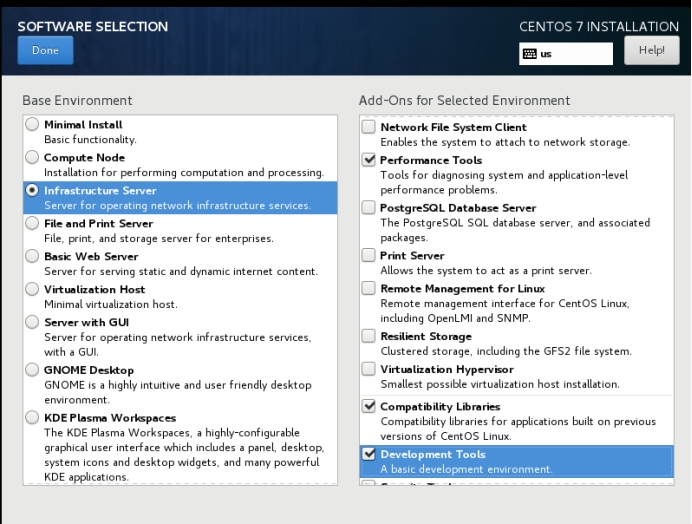 SOFTWARE SELECTION
CENTOS 7 INSTALLATION
Done
us
Help!
Base Environment
Minimal Install
Basic functionality.
Compute Node
Installation for performing computation and processing.
Infrastructure Server
Server for operating network infrastructure services.
File and Print Server
File, print, and storage server for enterprises.
Basic Web Server
Server for serving static and dynamic internet content.
Virtualization Host
Minimal virtualization host.
Server with GUI
Server for operating network infrastructure services,
with a GUI.
GNOME Desktop
GNOME is a highly intuitive and user friendly desktop
environment.
KDE Plasma Workspaces
The KDE Plasma Workspaces, a highly-configurable
graphical user interface which includes a panel, desktop,
system icons and desktop widgets, and many powerful
KDE applications.
Add-Ons for Selected Environment
Network File System Client
Enables the system to attach to network storage.
Performance Tools
Tools for diagnosing system and application-level
performance problems.
PostgreSQL Database Server
The PostgreSQL SQL database server, and associated
packages.
Print Server
Allows the system to act as a print server.
Remote Management for Linux
Remote management interface for CentOS Linux,
including OpenLMI and SNMP.
Resilient Storage
Clustered storage, including the GFS2 file system.
Virtualization Hypervisor
Smallest possible virtualization host installation.
Compatibility Libraries
Compatibility libraries for applications built on previous
versions of CentOS Linux.
Development Tools
A basic development environment.